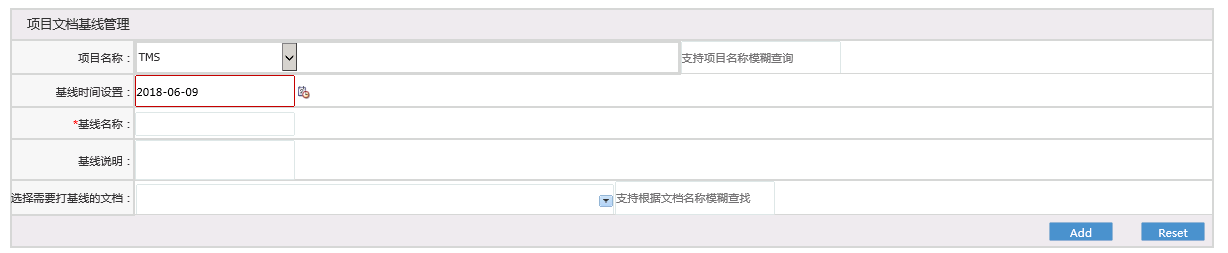 项目文档基线管理
项目名称： TMS 支持项目名称模糊查询
基线时间设置： 2018-06-09
*基线名称：
基线说明：
选择需要打基线的文档： 支持根据文档名称模糊查找
Add Reset